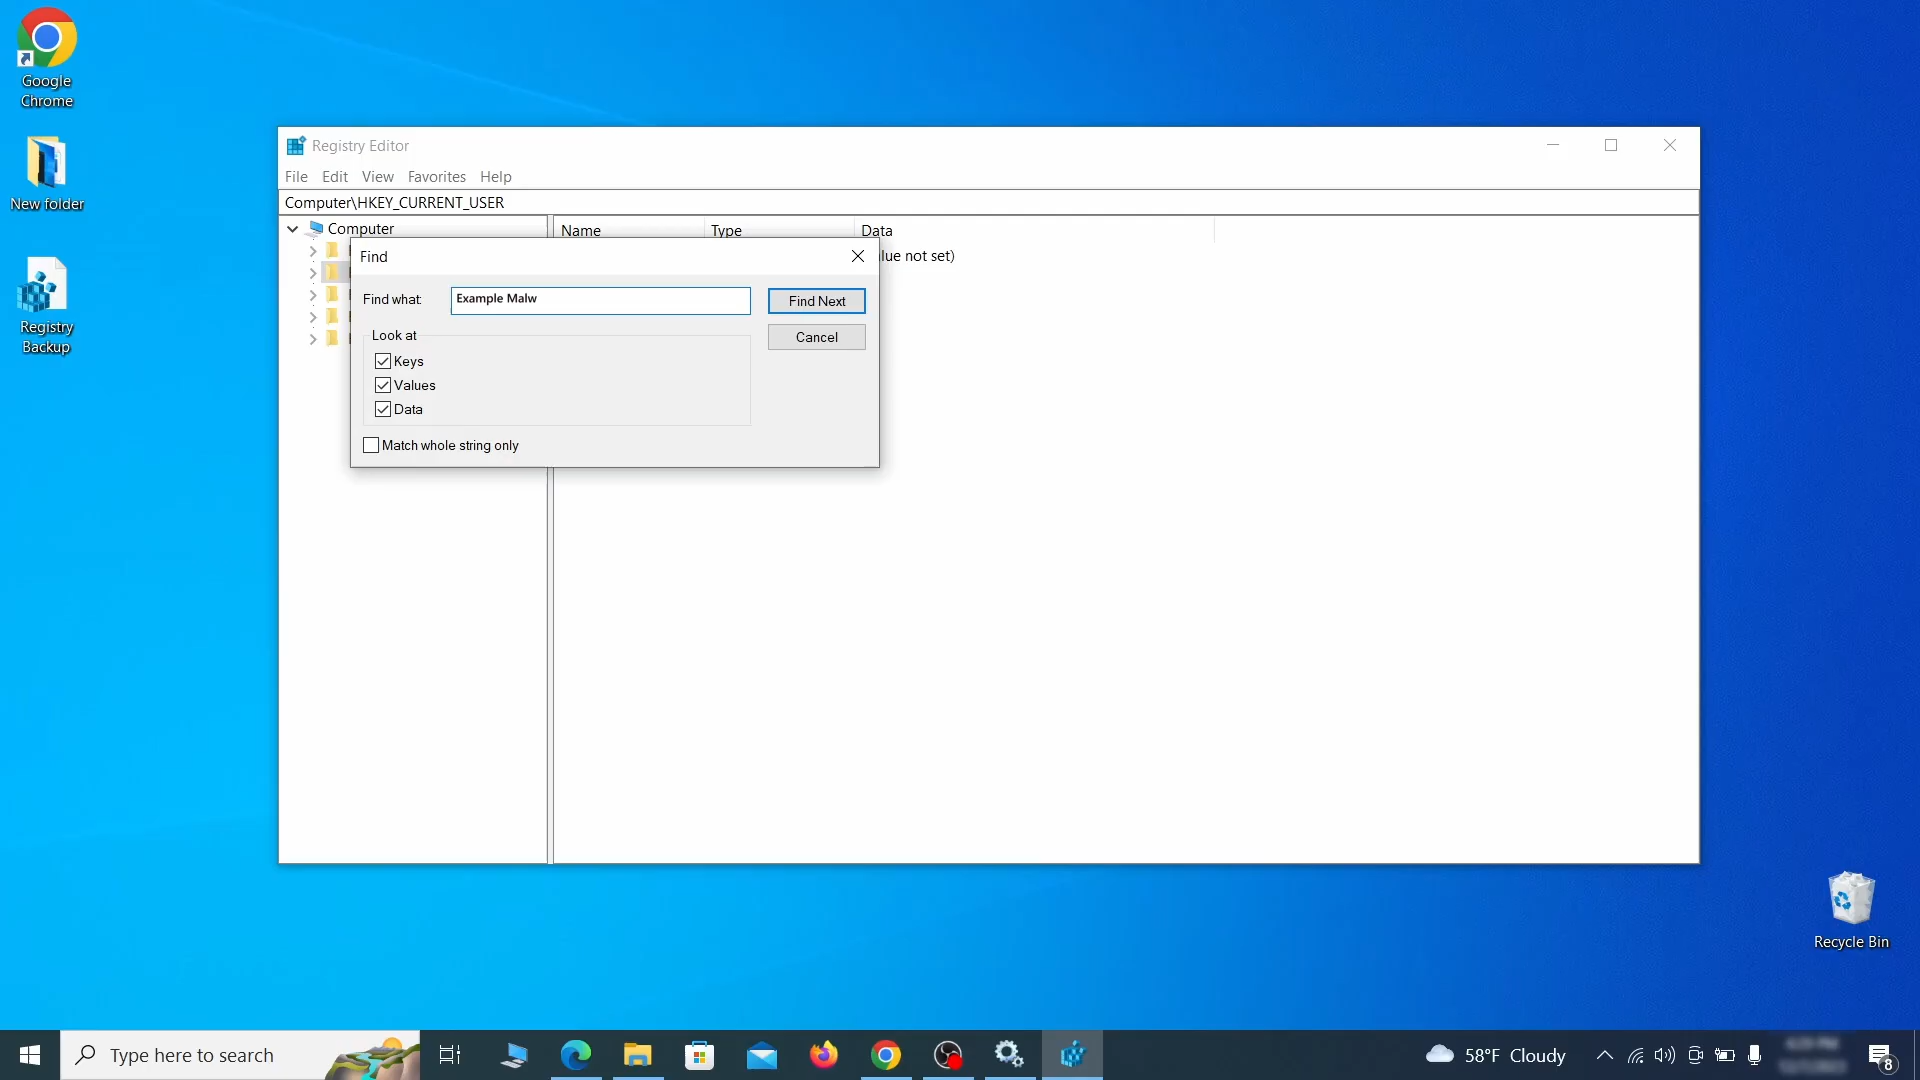 Google
Chrome
New folder
Registry
Backup
Registry Editor
File Edit View Favorites Help
Computer\HKEY_CURRENT_USER
Computer
Name Type Data
alue not set)
Find
Find what:
Example Malw
Find Next
Look at
Cancel
Keys
Values
Data
Match whole string only
Recycle Bin
Type here to search
58°F Cloudy
8